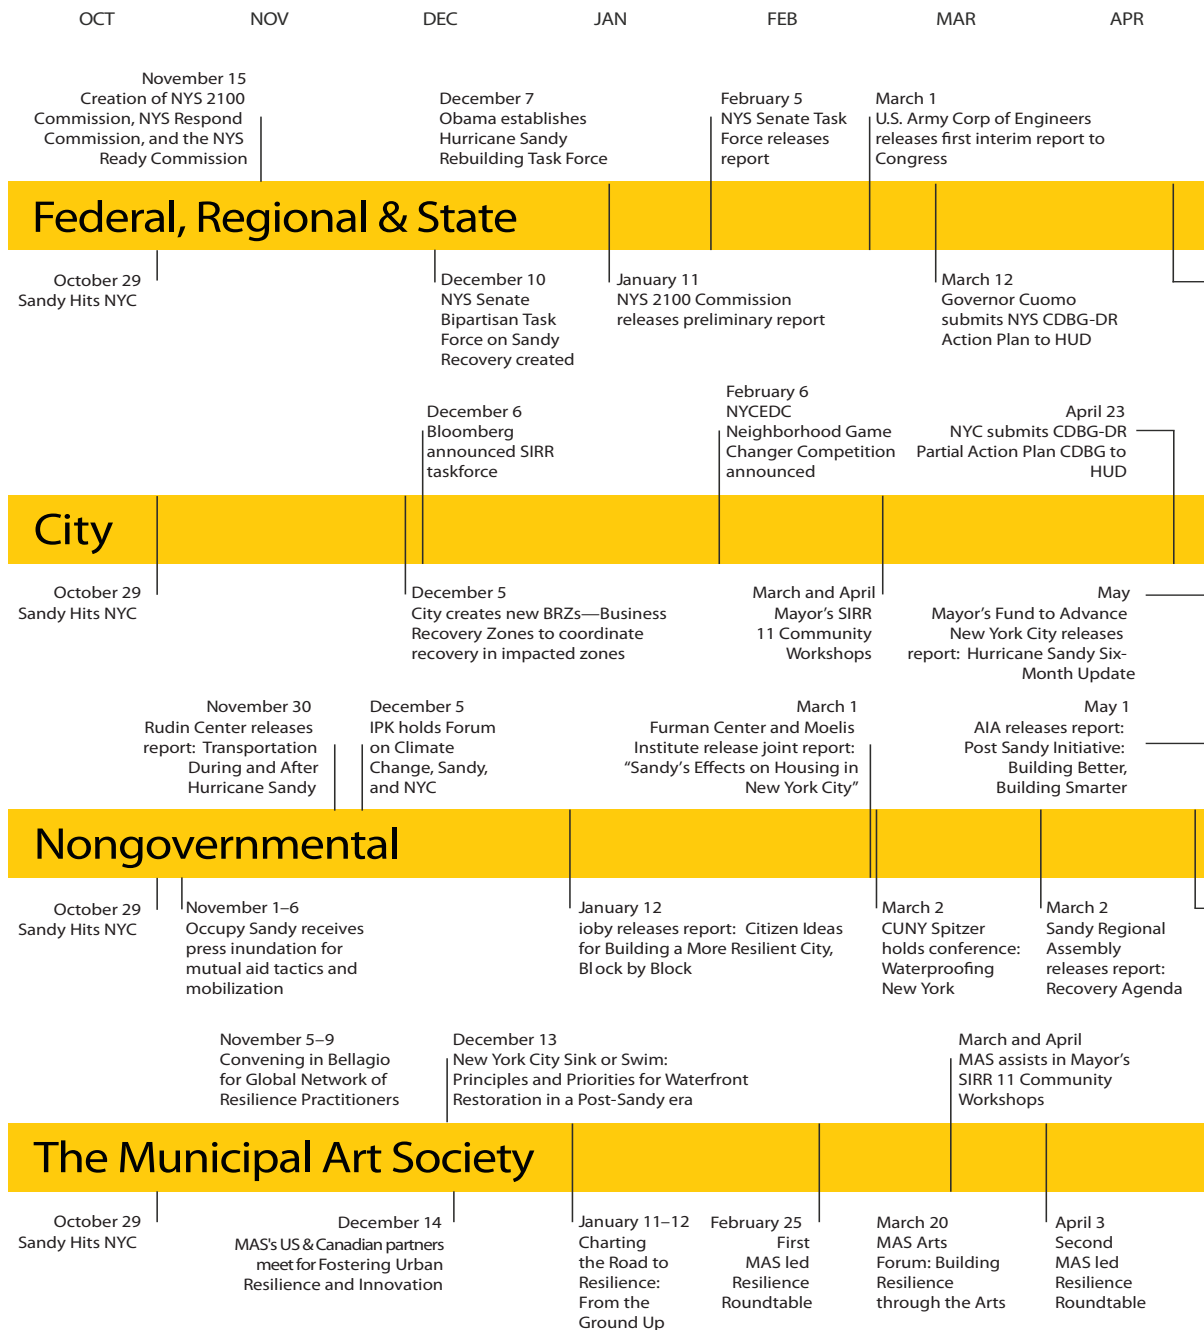 OCT NOV DEC JAN FEB MAR APR
November 15
Creation of NYS 2100
Commission, NYS Respond
Commission, and the NYS
Ready Commission
December 7
Obama establishes
Hurricane Sandy
Rebuilding Task Force
February 5
NYS Senate Task
Force releases
report
March 1
U.S. Army Corp of Engineers
releases first interim report to
Congress
Federal, Regional & State
October 29
Sandy Hits NYC
December 10
NYS Senate
Bipartisan Task
Force on Sandy
Recovery created
January 11
NYS 2100 Commission
releases preliminary report
March 12
Governor Cuomo
submits NYS CDBG-DR
Action Plan to HUD
December 6
Bloomberg
announced SIRR
taskforce
February 6
NYCEDC
Neighborhood Game
Changer Competition
announced
April 23
NYC submits CDBG-DR
Partial Action Plan CDBG to
HUD
City
October 29
Sandy Hits NYC
December 5
City creates new BRZs—Business
Recovery Zones to coordinate
recovery in impacted zones
March and April
Mayor's SIRR
11 Community
Workshops
May
Mayor's Fund to Advance
New York City releases
report: Hurricane Sandy Six-
Month Update
November 30
Rudin Center releases
report: Transportation
During and After
Hurricane Sandy
December 5
IPK holds Forum
on Climate
Change, Sandy,
and NYC
March 1
Furman Center and Moelis
Institute release joint report:
"Sandy's Effects on Housing in
New York City"
May 1
AIA releases report:
Post Sandy Initiative:
Building Better,
Building Smarter
Nongovernmental
October 29
Sandy Hits NYC
November 1–6
Occupy Sandy receives
press inundation for
mutual aid tactics and
mobilization
January 12
ioby releases report: Citizen Ideas
for Building a More Resilient City,
Block by Block
March 2
CUNY Spitzer
holds conference:
Waterproofing
New York
March 2
Sandy Regional
Assembly
releases report:
Recovery Agenda
November 5–9
Convening in Bellagio
for Global Network of
Resilience Practitioners
December 13
New York City Sink or Swim:
Principles and Priorities for Waterfront
Restoration in a Post-Sandy era
March and April
MAS assists in Mayor's
SIRR 11 Community
Workshops
The Municipal Art Society
October 29
Sandy Hits NYC
December 14
MAS's US & Canadian partners
meet for Fostering Urban
Resilience and Innovation
January 11–12
Charting
the Road to
Resilience:
From the
Ground Up
February 25
First
MAS led
Resilience
Roundtable
March 20
MAS Arts
Forum: Building
Resilience
through the Arts
April 3
Second
MAS led
Resilience
Roundtable